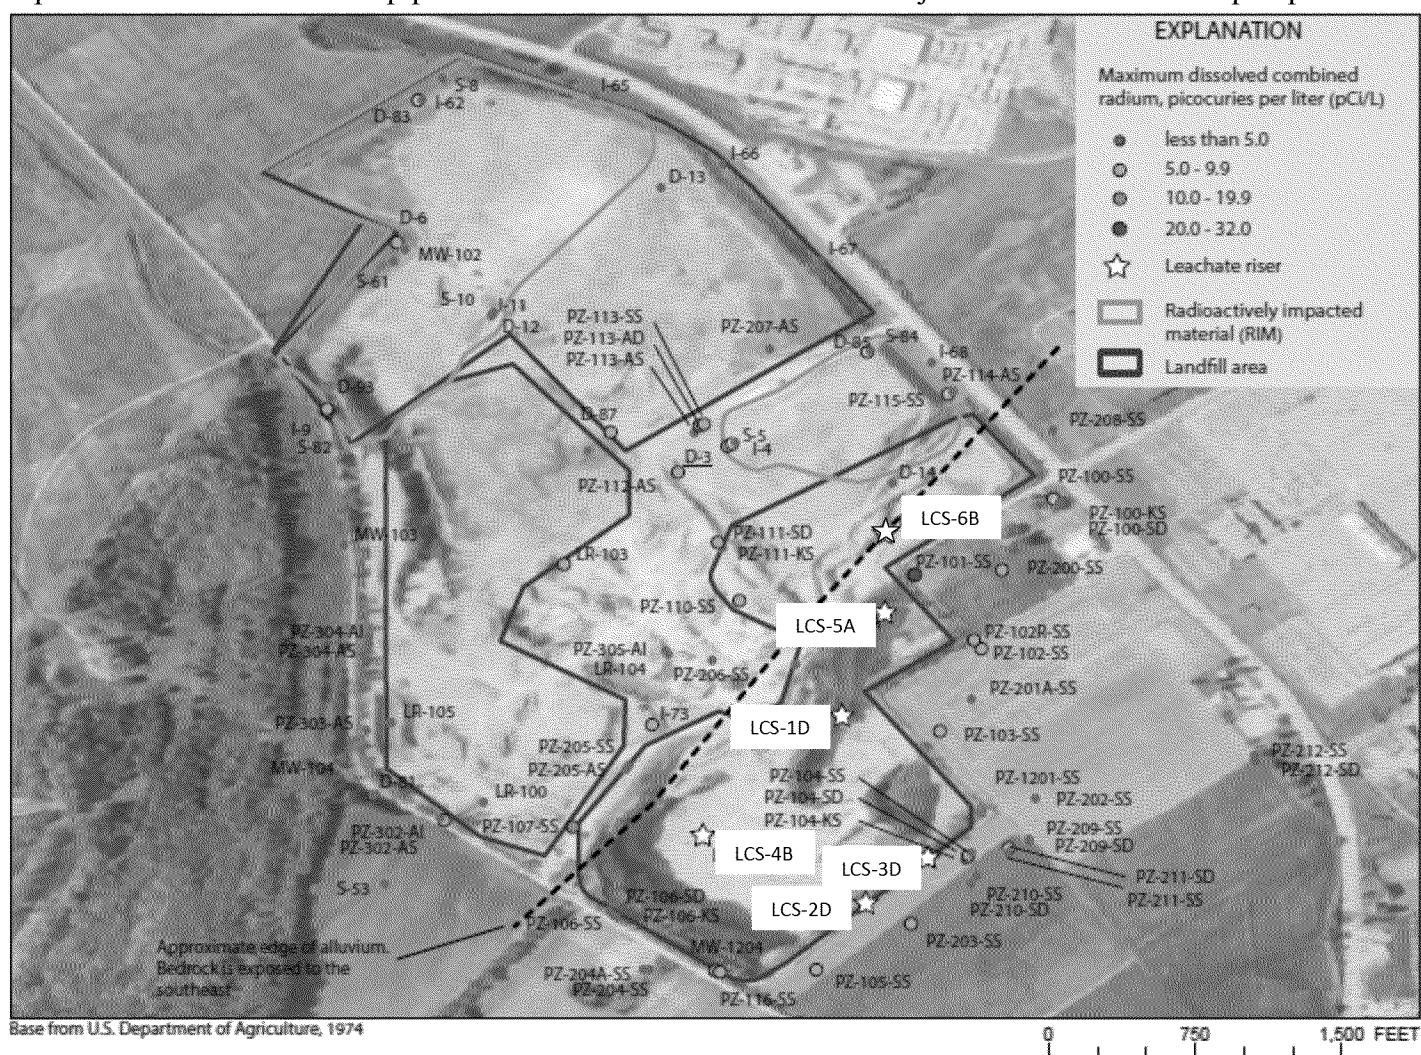 EXPLANATION
Maximum dissolved combined
radium, picocuries per liter (pCi/L)
less than 5.0
5.0 - 9.9
10.0 - 19.9
20.0 - 32.0
Leachate riser
Radioactively impacted
material (RIM)
Landfill area
S-8
I-65
I-62
D-83
I-66
D-13
D-6
MW-102
I-67
S-61
S-10
I-11
D-12
PZ-113-SS
PZ-113-AD
PZ-113-AS
PZ-207-AS
D-85
S-84
I-68
PZ-114-AS
D-93
PZ-115-SS
I-9
S-82
D-87
S-5
I-4
PZ-208-SS
D-3
D-14
PZ-100-SS
PZ-112-AS
LCS-6B
PZ-100-KS
PZ-100-SD
MW-103
PZ-111-SD
PZ-111-KS
LR-103
PZ-101-SS
PZ-200-SS
PZ-110-SS
LCS-5A
PZ-304-AI
PZ-304-AS
PZ-102R-SS
PZ-102-SS
PZ-305-AI
LR-104
PZ-206-SS
PZ-201A-SS
LR-105
PZ-303-AS
I-73
LCS-1D
PZ-103-SS
PZ-205-SS
PZ-205-AS
PZ-212-SS
PZ-212-SD
MW-104
D-81
LR-100
PZ-104-SS
PZ-104-SD
PZ-104-KS
PZ-1201-SS
PZ-202-SS
PZ-302-AI
PZ-302-AS
PZ-107-SS
PZ-209-SS
PZ-209-SD
LCS-4B
LCS-3D
PZ-211-SD
PZ-211-SS
S-53
PZ-106-SD
PZ-106-KS
PZ-106-SS
LCS-2D
PZ-210-SS
PZ-210-SD
PZ-203-SS
Approximate edge of alluvium.
Bedrock is exposed to the
southeast
MW-1204
PZ-204A-SS
PZ-204-SS
PZ-116-SS
PZ-105-SS
Base from U.S. Department of Agriculture, 1974
0 750 1,500 FEET